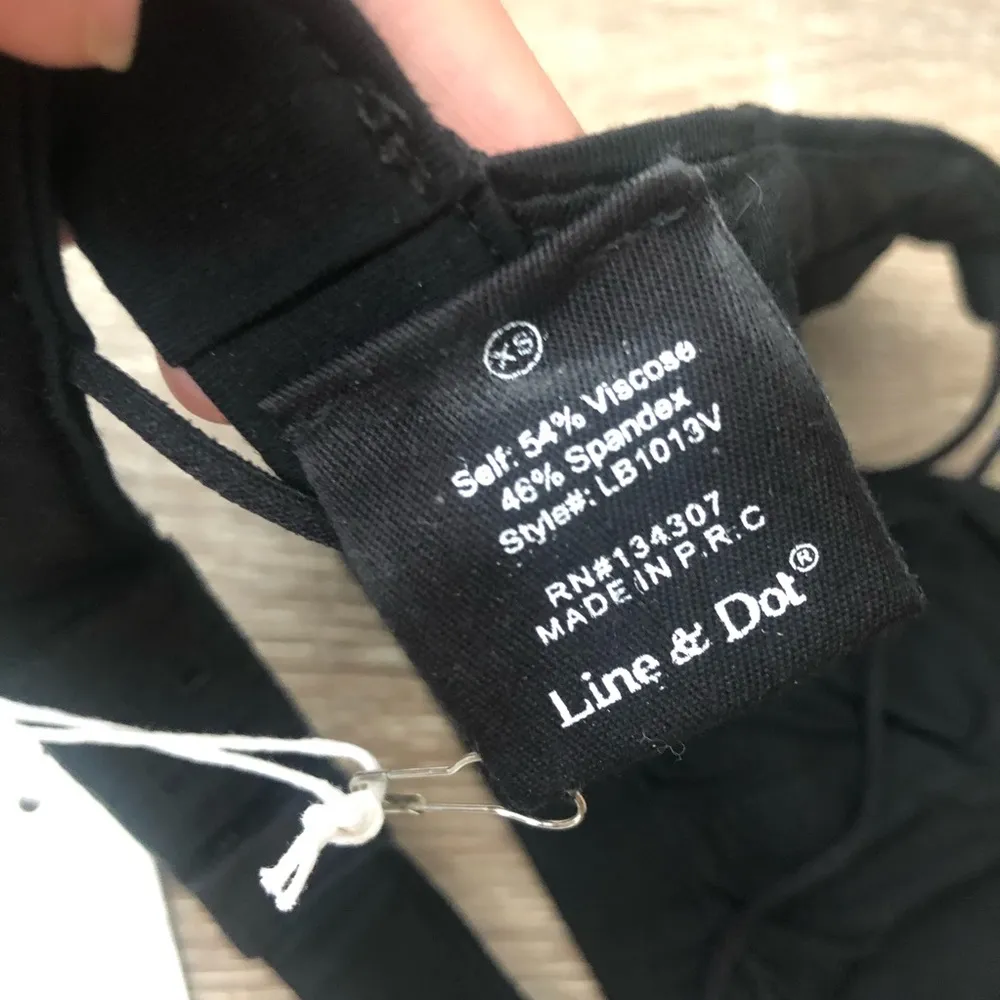 XS
Self: 54% Viscose
46% Spandex
Style#: LB1013V
RN#134307
MADE IN P.R.C
Line & Dot®